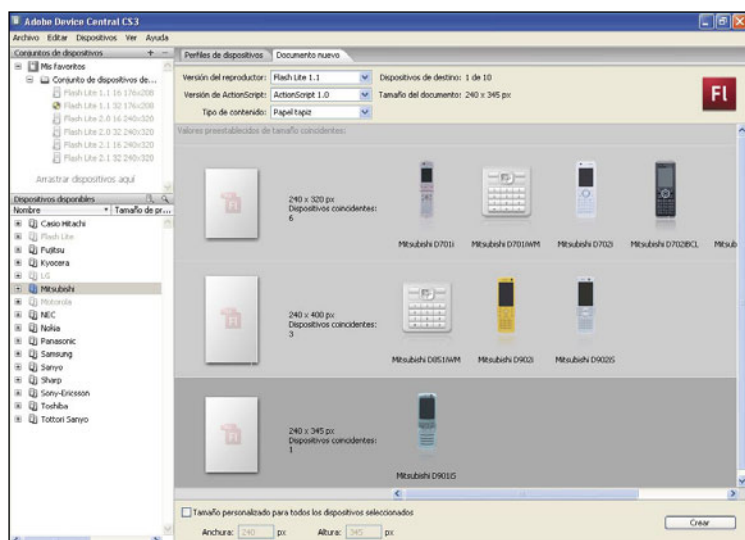 Adobe Device Central CS3
Archivo Editar Dispositivos Ver Ayuda
Conjuntos de dispositivos + −
Mis favoritos
Conjunto de dispositivos de...
Flash Lite 1.1 16 176x208
Flash Lite 1.1 32 176x208
Flash Lite 2.0 16 240x320
Flash Lite 2.0 32 240x320
Flash Lite 2.1 16 240x320
Flash Lite 2.1 32 240x320
Arrastrar dispositivos aquí
Dispositivos disponibles
Nombre Tamaño de pr...
Casio Hitachi
Flash Lite
Fujitsu
Kyocera
LG
Mitsubishi
Motorola
NEC
Nokia
Panasonic
Samsung
Sanyo
Sharp
Sony-Ericsson
Toshiba
Tottori Sanyo
Perfiles de dispositivos Documento nuevo
Versión del reproductor: Flash Lite 1.1 Dispositivos de destino: 1 de 10
Versión de ActionScript: ActionScript 1.0 Tamaño del documento: 240 x 345 px
Tipo de contenido: Papel tapiz
Fl
Valores preestablecidos de tamaño coincidentes:
240 x 320 px
Dispositivos coincidentes:
6
Mitsubishi D701i Mitsubishi D701iWM Mitsubishi D702i Mitsubishi D702iBCL Mitsub
240 x 400 px
Dispositivos coincidentes:
3
Mitsubishi D851iWM Mitsubishi D902i Mitsubishi D902iS
240 x 345 px
Dispositivos coincidentes:
1
Mitsubishi D901iS
Tamaño personalizado para todos los dispositivos seleccionados
Anchura: 240 px Altura: 345 px
Crear